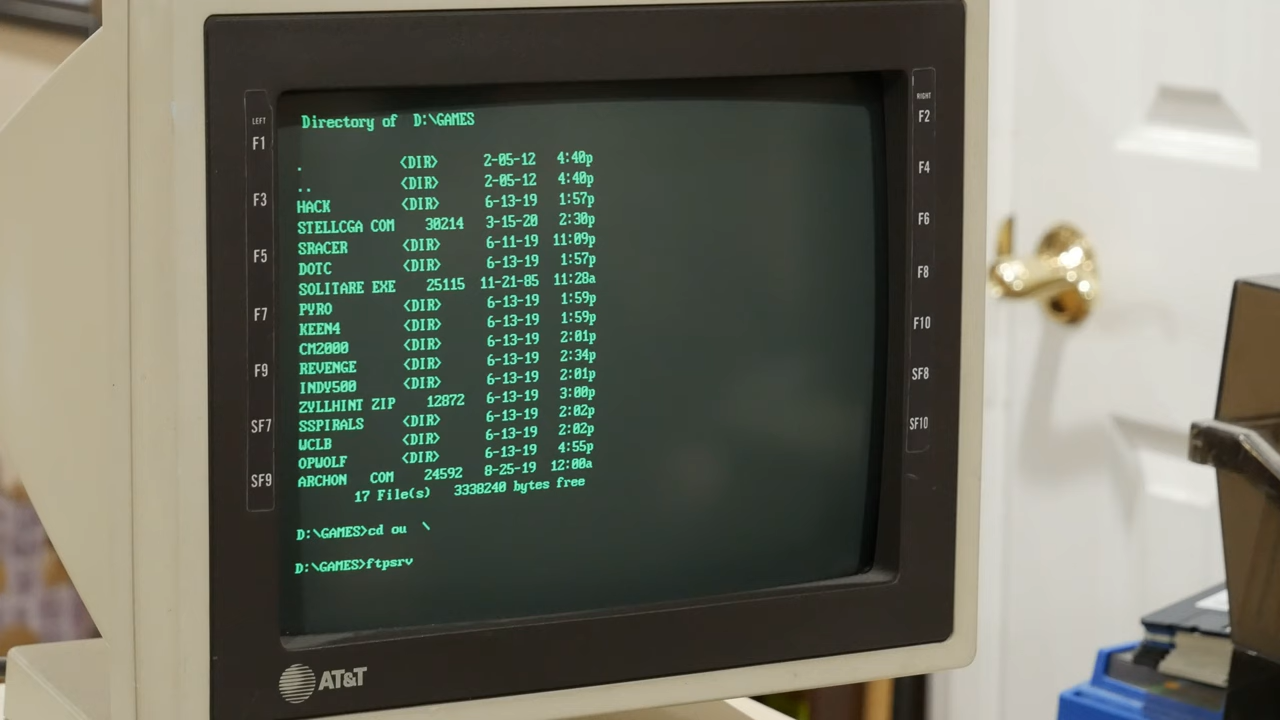 Directory of D:\GAMES
. <DIR> 2-05-12 4:40p
.. <DIR> 2-05-12 4:40p
HACK <DIR> 6-13-19 1:57p
STELLCGA COM 30214 3-15-20 2:30p
SRACER <DIR> 6-11-19 11:09p
DOTC <DIR> 6-13-19 1:57p
SOLITARE EXE 25115 11-21-85 11:28a
PYRO <DIR> 6-13-19 1:59p
KEEN4 <DIR> 6-13-19 1:59p
CM2000 <DIR> 6-13-19 2:01p
REVENGE <DIR> 6-13-19 2:34p
INDY500 <DIR> 6-13-19 2:01p
ZYLLHINT ZIP 12872 6-13-19 3:00p
SSPIRALS <DIR> 6-13-19 2:02p
WCLB <DIR> 6-13-19 2:02p
OPWOLF <DIR> 6-13-19 4:55p
ARCHON COM 24592 8-25-19 12:00a
17 File(s) 3338240 bytes free
D:\GAMES>cd ou \
D:\GAMES>ftpsrv
LEFT
F1
F3
F5
F7
F9
SF7
SF9
RIGHT
F2
F4
F6
F8
F10
SF8
SF10
AT&T